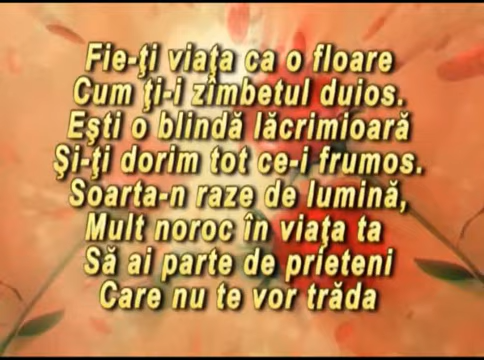 Fie-ţi viaţa ca o floare
Cum ţi-i zîmbetul duios.
Eşti o blindă lăcrimioară
Şi-ţi dorim tot ce-i frumos.
Soarta-n raze de lumină,
Mult noroc în viaţa ta
Să ai parte de prieteni
Care nu te vor trăda